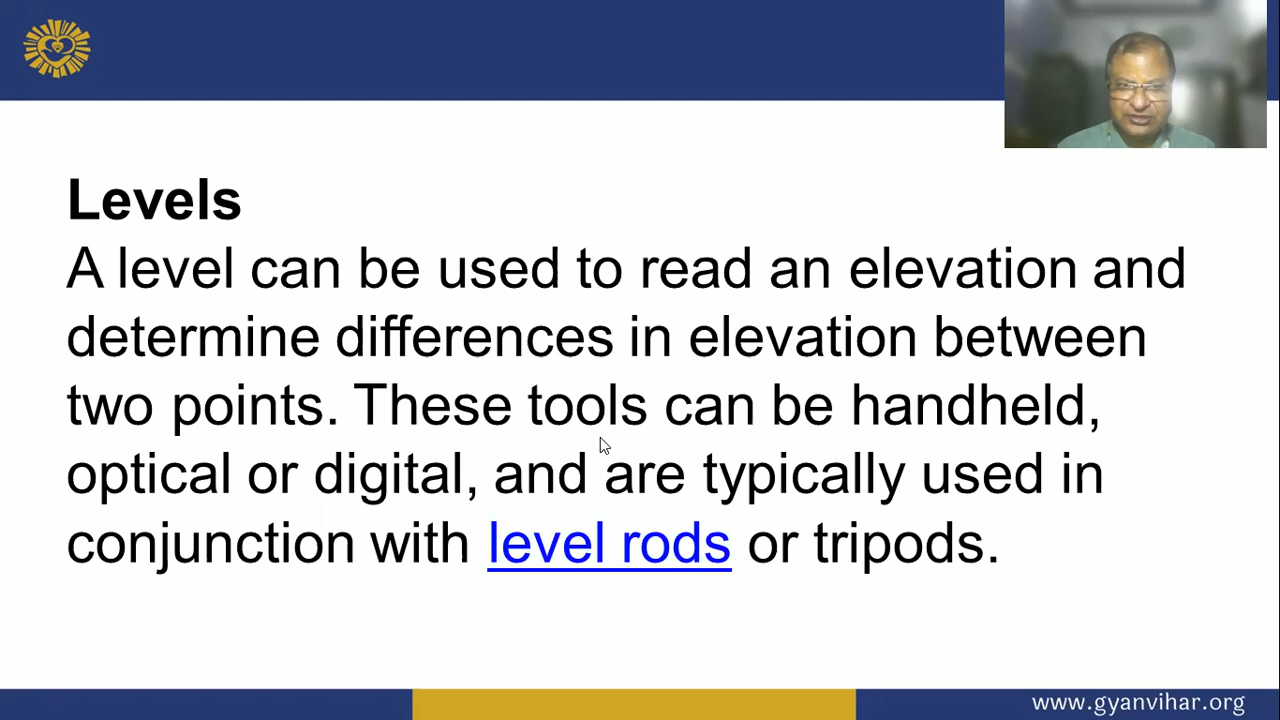 Levels
A level can be used to read an elevation and
determine differences in elevation between
two points. These tools can be handheld,
optical or digital, and are typically used in
conjunction with level rods or tripods.
www.gyanvihar.org